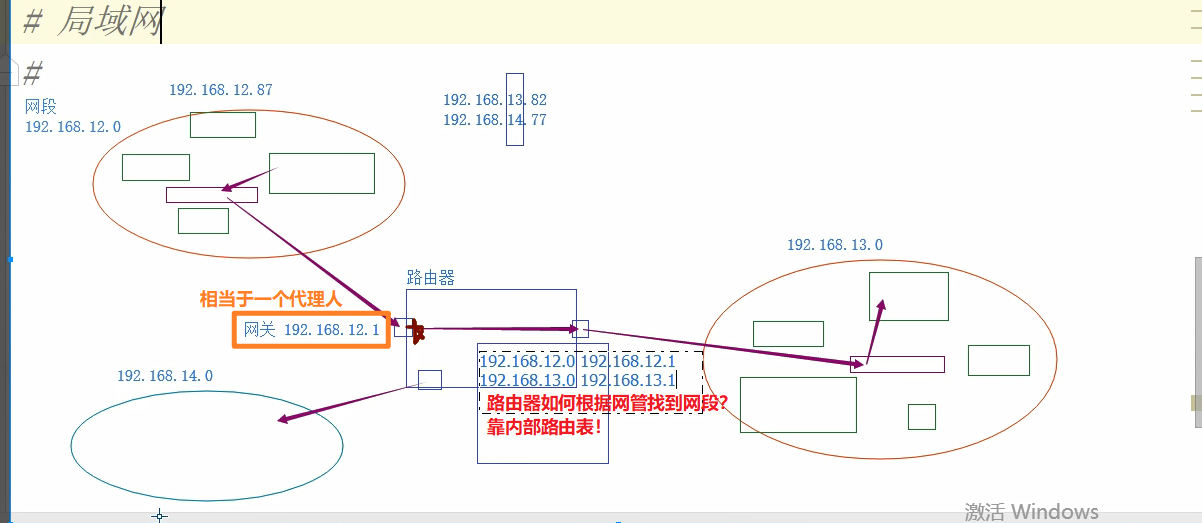 # 局域网
#
192.168.12.87
网段
192.168.12.0
192.168.13.82
192.168.14.77
192.168.13.0
路由器
相当于一个代理人
网关 192.168.12.1
192.168.12.0 192.168.12.1
192.168.13.0 192.168.13.1
192.168.14.0
路由器如何根据网管找到网段？
靠内部路由表！
激活 Windows